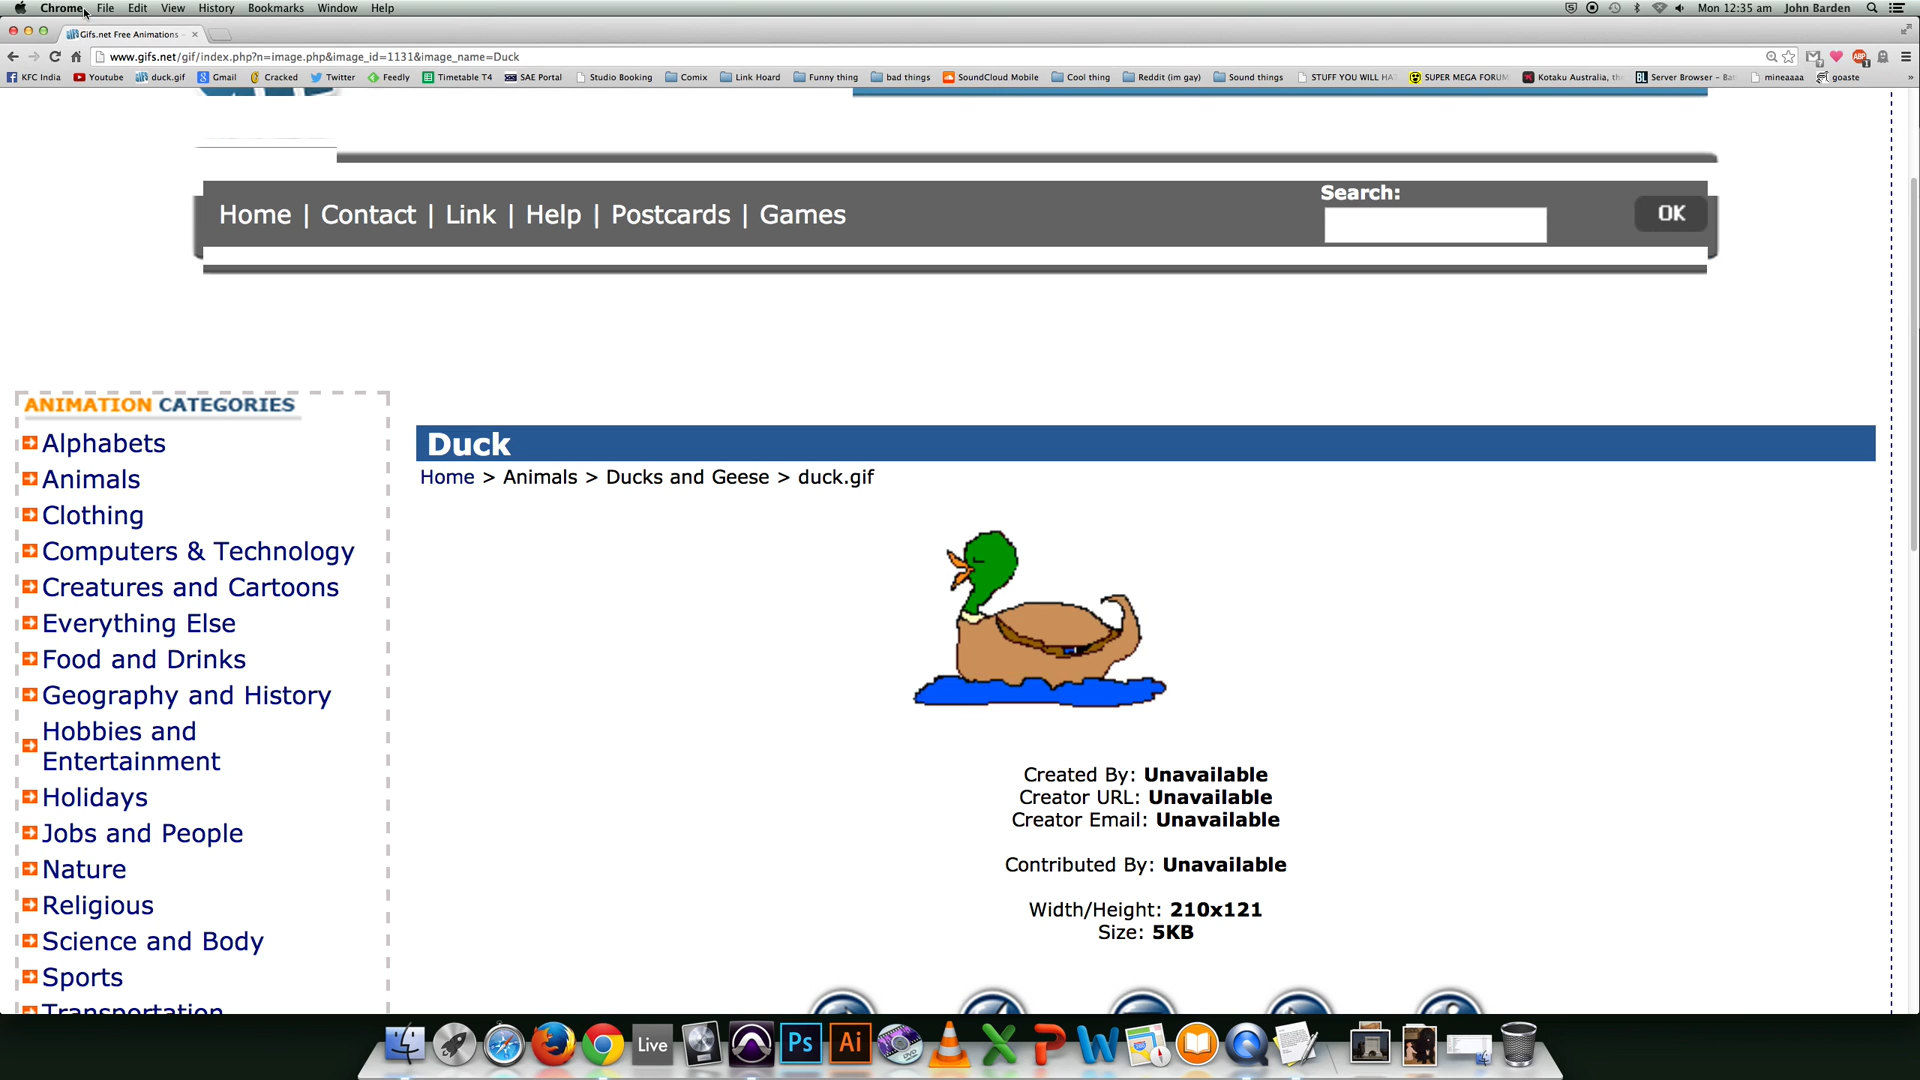 Chrome File Edit View History Bookmarks Window Help Mon 12:35 am John Barden
Gifs.net Free Animations
www.gifs.net/gif/index.php?n=image.php&image_id=1131&image_name=Duck
KFC India Youtube duck.gif Gmail Cracked Twitter Feedly Timetable T4 SAE Portal Studio Booking Comix Link Hoard Funny thing bad things SoundCloud Mobile Cool thing Reddit (im gay) Sound things STUFF YOU WILL HA SUPER MEGA FORUM Kotaku Australia, the Server Browser – Ba mineaaaa goaste »
Search:
Home | Contact | Link | Help | Postcards | Games OK
ANIMATION CATEGORIES
Alphabets
Animals
Clothing
Computers & Technology
Creatures and Cartoons
Everything Else
Food and Drinks
Geography and History
Hobbies and
Entertainment
Holidays
Jobs and People
Nature
Religious
Science and Body
Sports
Transportation
Duck
Home > Animals > Ducks and Geese > duck.gif
Created By: Unavailable
Creator URL: Unavailable
Creator Email: Unavailable
Contributed By: Unavailable
Width/Height: 210x121
Size: 5KB
Live Ps Ai